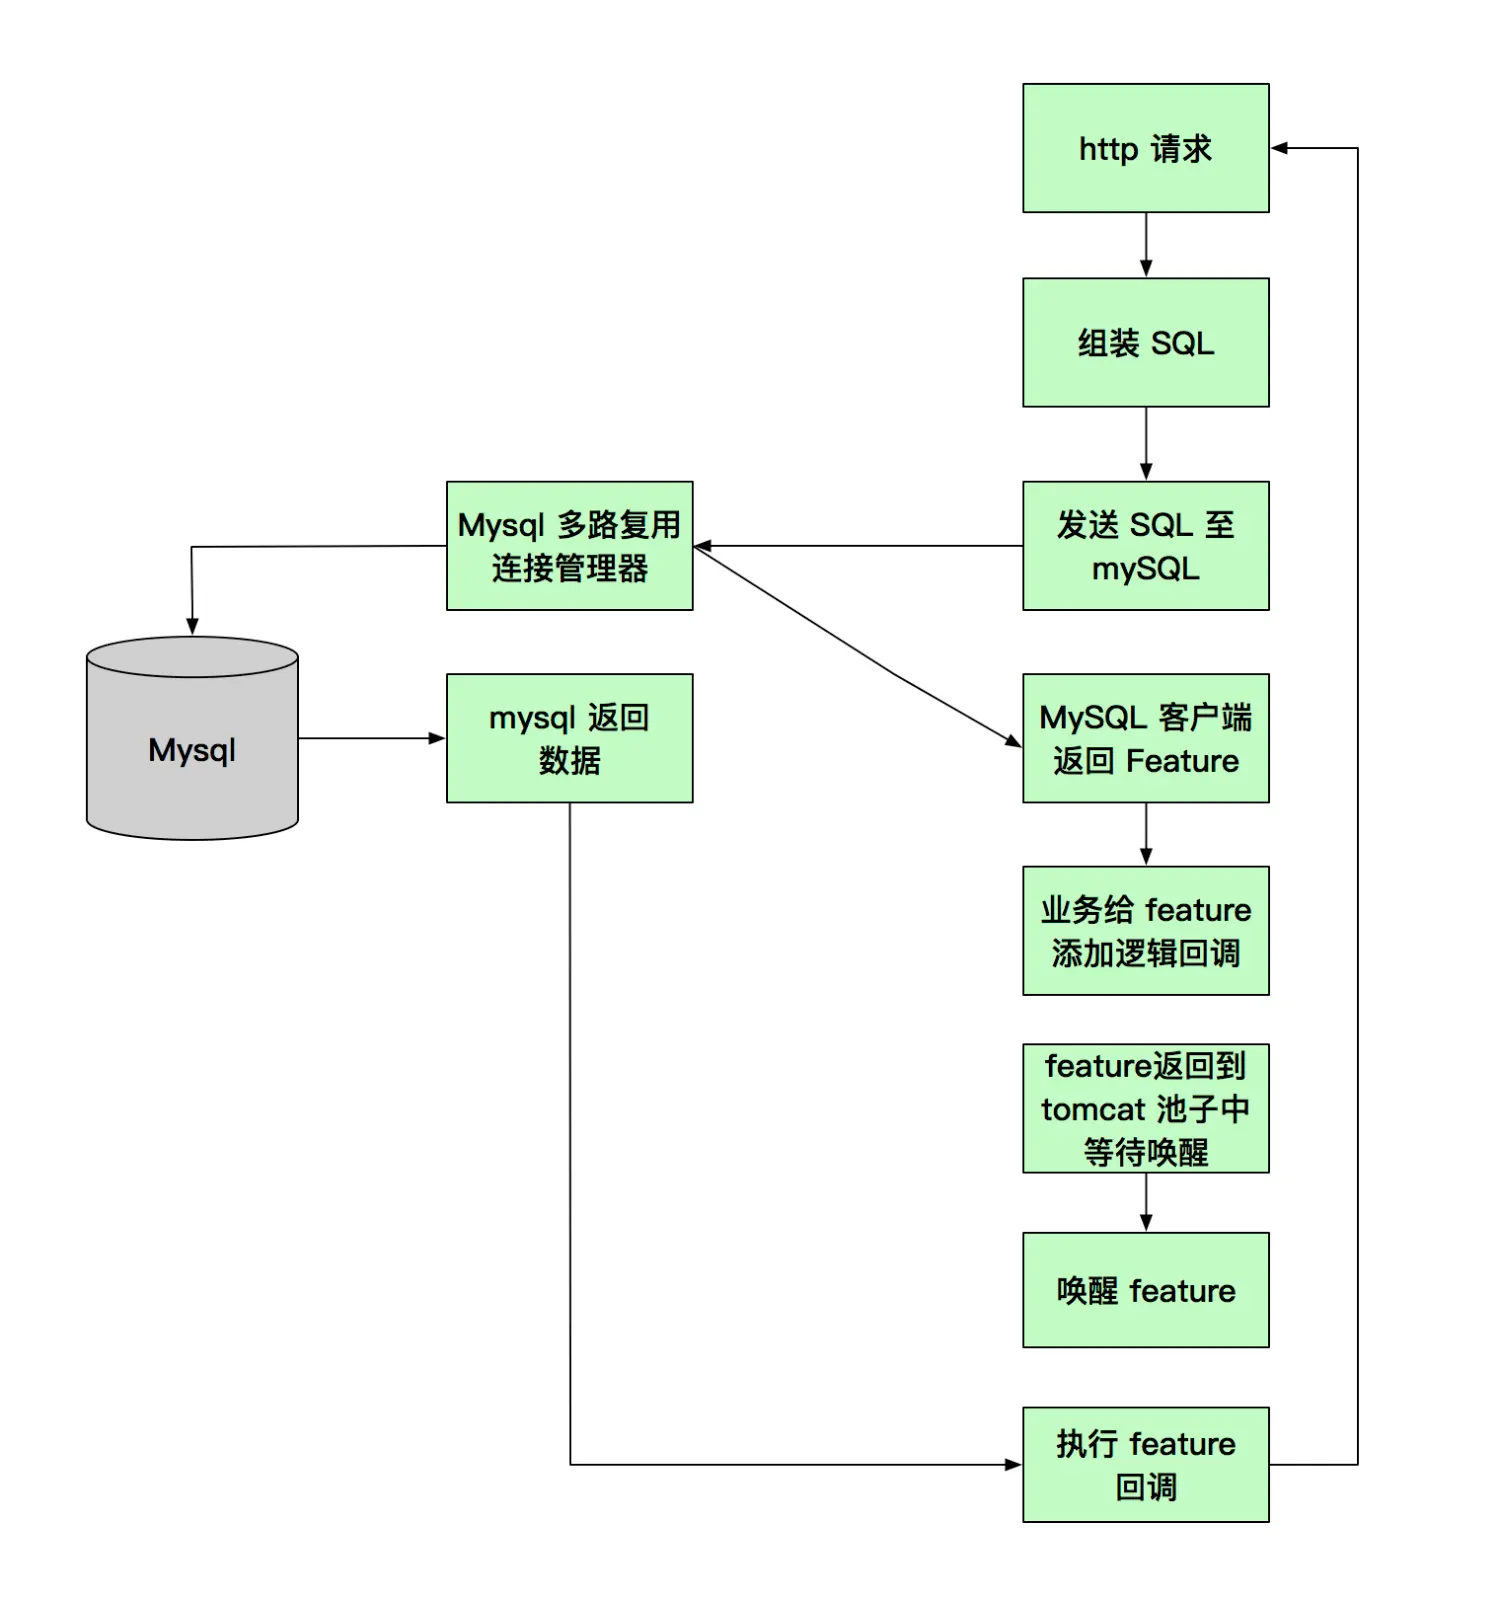 http 请求
组装 SQL
Mysql 多路复用
连接管理器
发送 SQL 至
mySQL
Mysql
mysql 返回
数据
MySQL 客户端
返回 Feature
业务给 feature
添加逻辑回调
feature返回到
tomcat 池子中
等待唤醒
唤醒 feature
执行 feature
回调